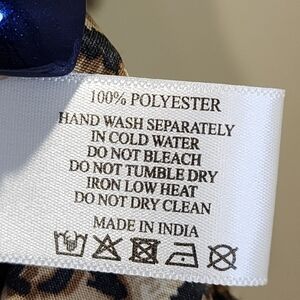 100% POLYESTER
HAND WASH SEPARATELY
IN COLD WATER
DO NOT BLEACH
DO NOT TUMBLE DRY
IRON LOW HEAT
DO NOT DRY CLEAN
MADE IN INDIA